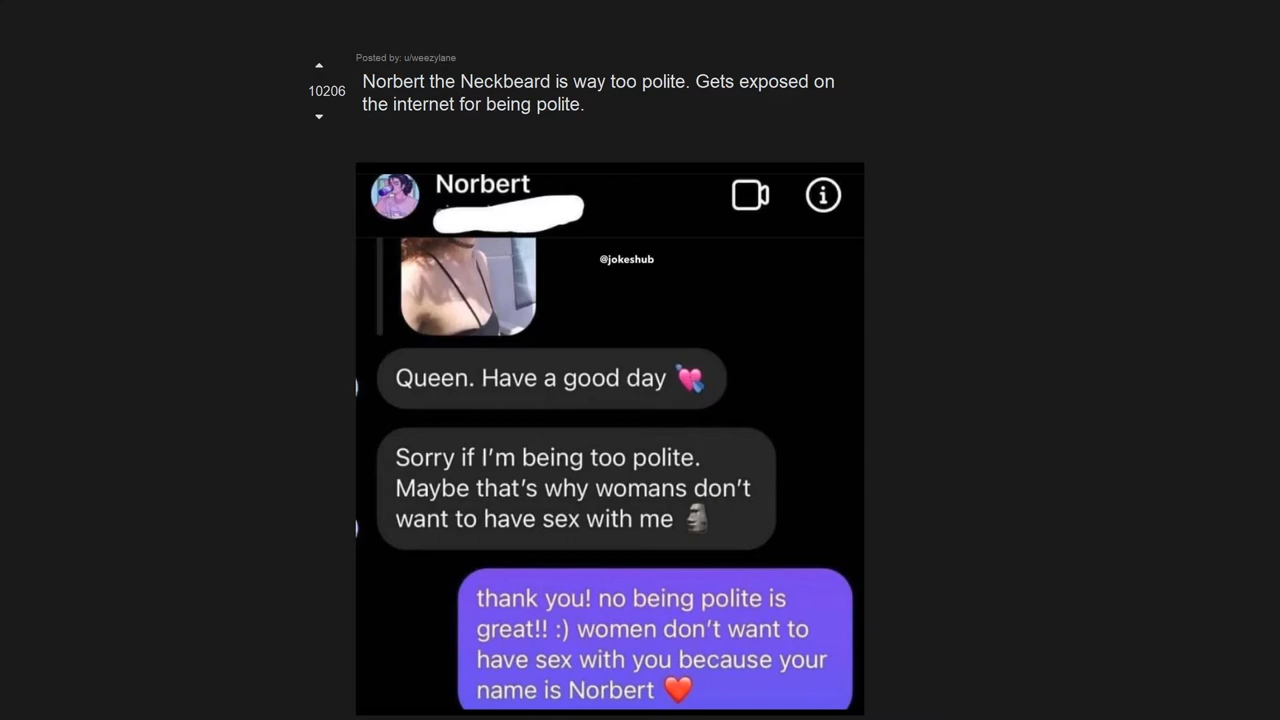 Posted by: u/weezylane
10206
Norbert the Neckbeard is way too polite. Gets exposed on
the internet for being polite.
Norbert
@jokeshub
Queen. Have a good day 💘
Sorry if I'm being too polite.
Maybe that's why womans don't
want to have sex with me 🗿
thank you! no being polite is
great!! :) women don't want to
have sex with you because your
name is Norbert ❤️